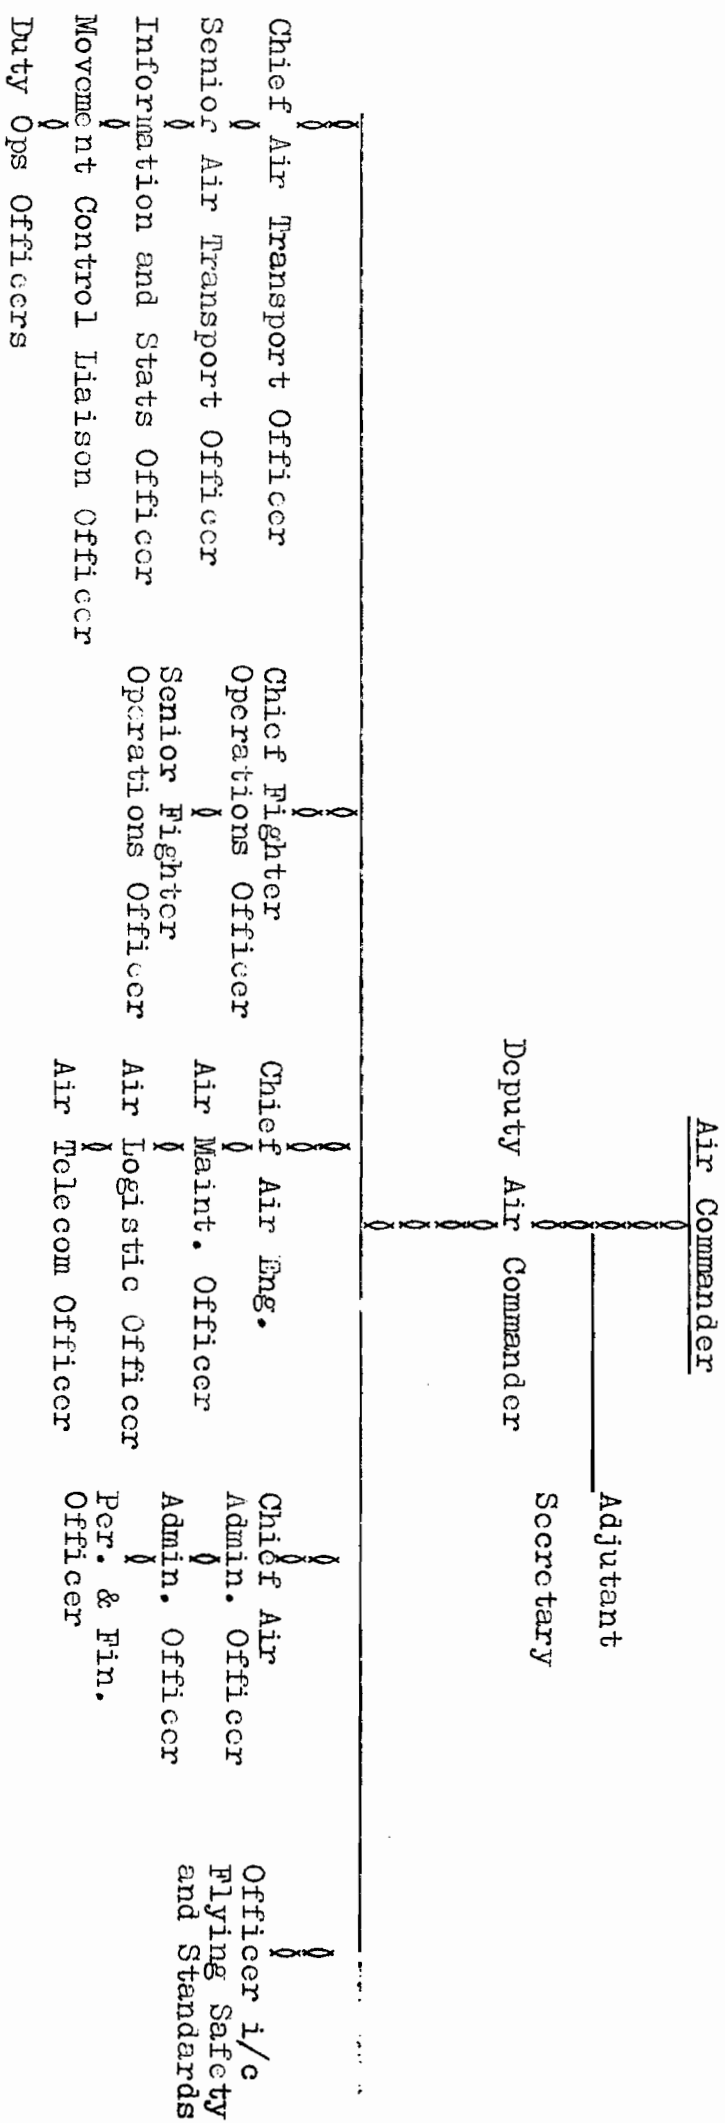 Air Commander
Adjutant
Secretary
Deputy Air Commander
Chief Air Transport Officer
Senior Air Transport Officer
Information and Stats Officer
Movement Control Liaison Officer
Duty Ops Officers
Chief Fighter
Operations Officer
Senior Fighter
Operations Officer
Chief Air Eng.
Air Maint. Officer
Air Logistic Officer
Air Telecom Officer
Chief Air
Admin. Officer
Admin. Officer
Per. & Fin.
Officer
Officer i/c
Flying Safety
and Standards